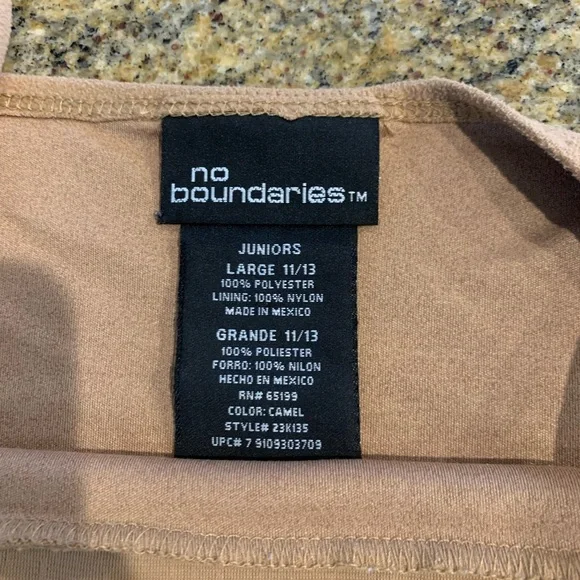 no
boundaries™
JUNIORS
LARGE 11/13
100% POLYESTER
LINING: 100% NYLON
MADE IN MEXICO
GRANDE 11/13
100% POLIESTER
FORRO: 100% NILON
HECHO EN MEXICO
RN# 65199
COLOR: CAMEL
STYLE# 23K135
UPC# 7 9109303709